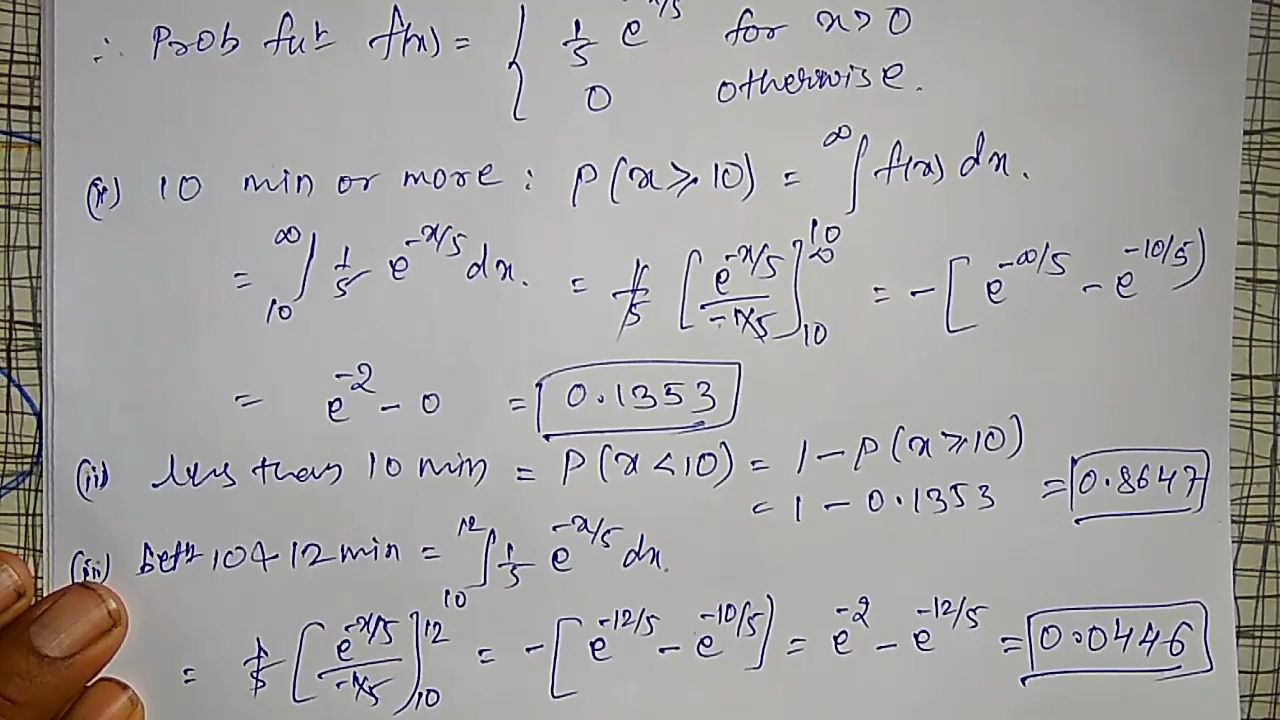 ∴ Prob fun f(x) = { 1/5 e^-x/5 for x>0
0 otherwise.
(i) 10 min or more : P(x≥10) = ∞∫ f(x) dx.
= ∞∫10 1/5 e^-x/5 dx. = 1/5 [e^-x/5 / -1/5]10 = -[e^-∞/5 - e^-10/5)
= e^-2 - 0 = 0.1353
(ii) less than 10 min = P(x<10) = 1-P(x≥10)
= 1 - 0.1353 = 0.8647
(iii) betn 10 & 12 min = 12∫10 1/5 e^-x/5 dx.
= 1/5 [e^-x/5 / -1/5]12 10 = -[e^-12/5 - e^-10/5] = e^-2 - e^-12/5 = 0.0446